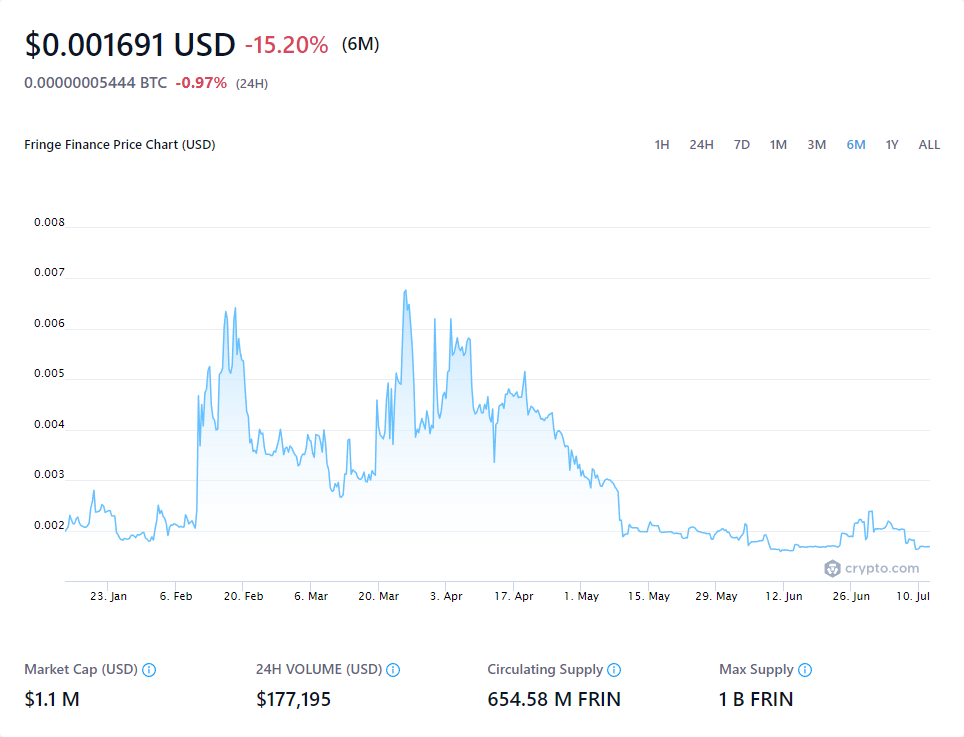 $0.001691 USD -15.20% (6M)
0.00000005444 BTC -0.97% (24H)
Fringe Finance Price Chart (USD)
1H 24H 7D 1M 3M 6M 1Y ALL
0.008
0.007
0.006
0.005
0.004
0.003
0.002
crypto.com
23. Jan 6. Feb 20. Feb 6. Mar 20. Mar 3. Apr 17. Apr 1. May 15. May 29. May 12. Jun 26. Jun 10. Jul
Market Cap (USD) 24H VOLUME (USD) Circulating Supply Max Supply
$1.1 M $177,195 654.58 M FRIN 1 B FRIN